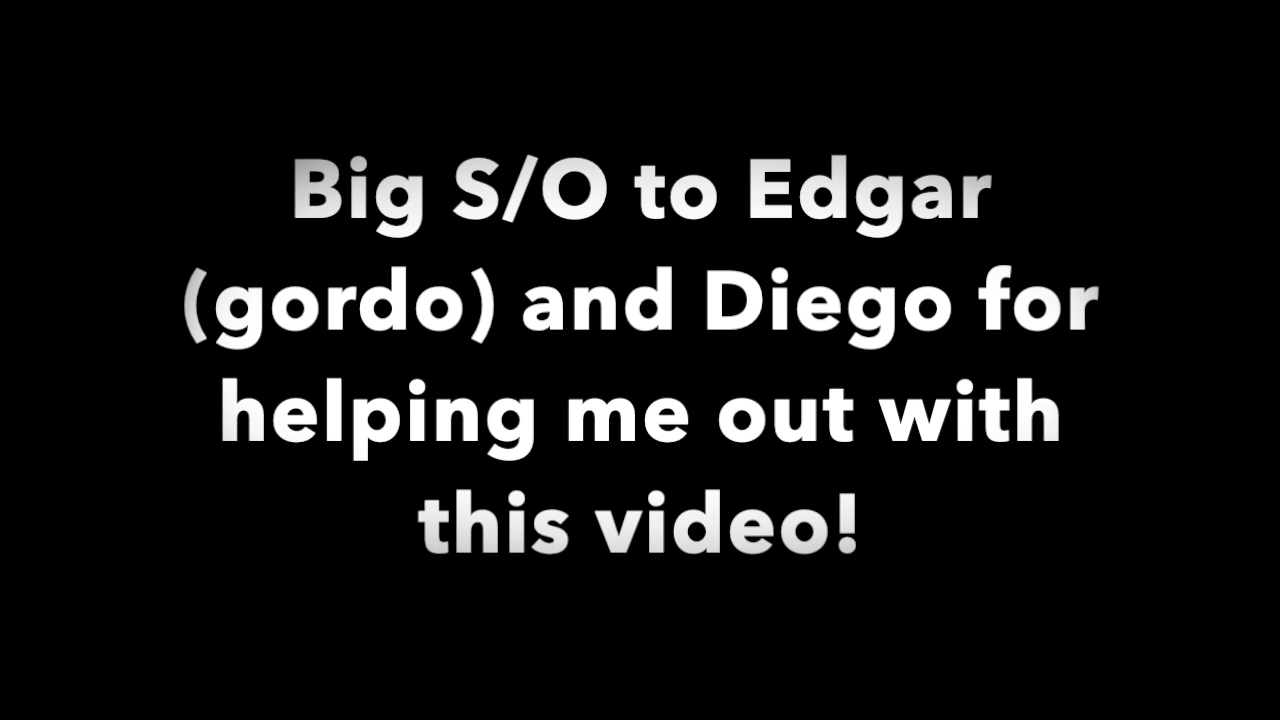 Big S/O to Edgar
(gordo) and Diego for
helping me out with
this video!